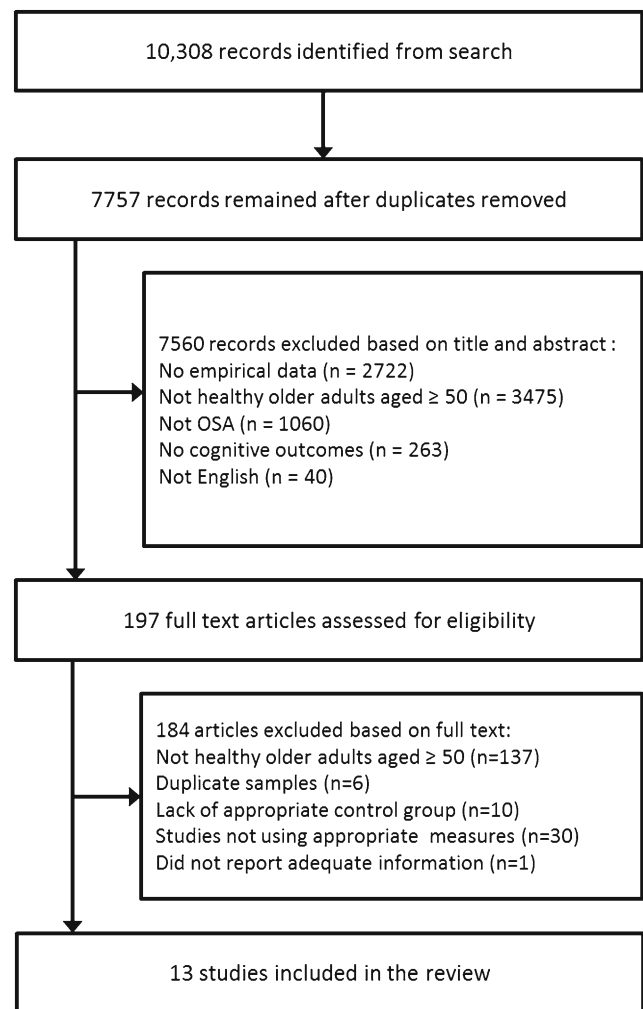 10,308 records identified from search
7757 records remained after duplicates removed
7560 records excluded based on title and abstract :
No empirical data (n = 2722)
Not healthy older adults aged ≥ 50 (n = 3475)
Not OSA (n = 1060)
No cognitive outcomes (n = 263)
Not English (n = 40)
197 full text articles assessed for eligibility
184 articles excluded based on full text:
Not healthy older adults aged ≥ 50 (n=137)
Duplicate samples (n=6)
Lack of appropriate control group (n=10)
Studies not using appropriate measures (n=30)
Did not report adequate information (n=1)
13 studies included in the review